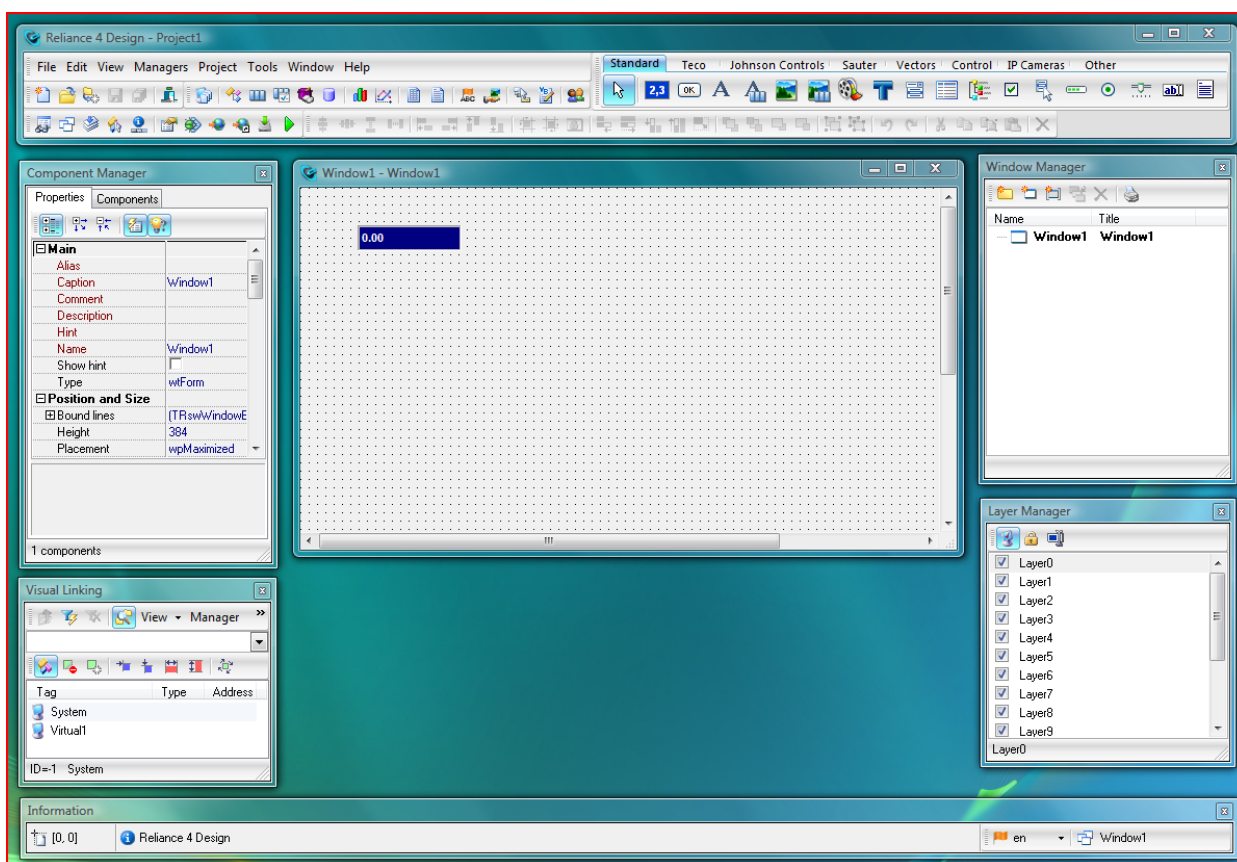 Reliance 4 Design - Project1
File Edit View Managers Project Tools Window Help
Standard Teco Johnson Controls Sauter Vectors Control IP Cameras Other
2,3 OK A T ab
Component Manager
Properties Components
Main
Alias
Caption Window1
Comment
Description
Hint
Name Window1
Show hint
Type wtForm
Position and Size
Bound lines (TRswWindowE
Height 384
Placement wpMaximized
1 components
Window1 - Window1
0.00
Window Manager
Name Title
Window1 Window1
Layer Manager
Layer0
Layer1
Layer2
Layer3
Layer4
Layer5
Layer6
Layer7
Layer8
Layer9
Layer0
Visual Linking
View Manager »
Tag Type Address
System
Virtual1
ID=-1 System
Information
[0, 0] Reliance 4 Design en Window1